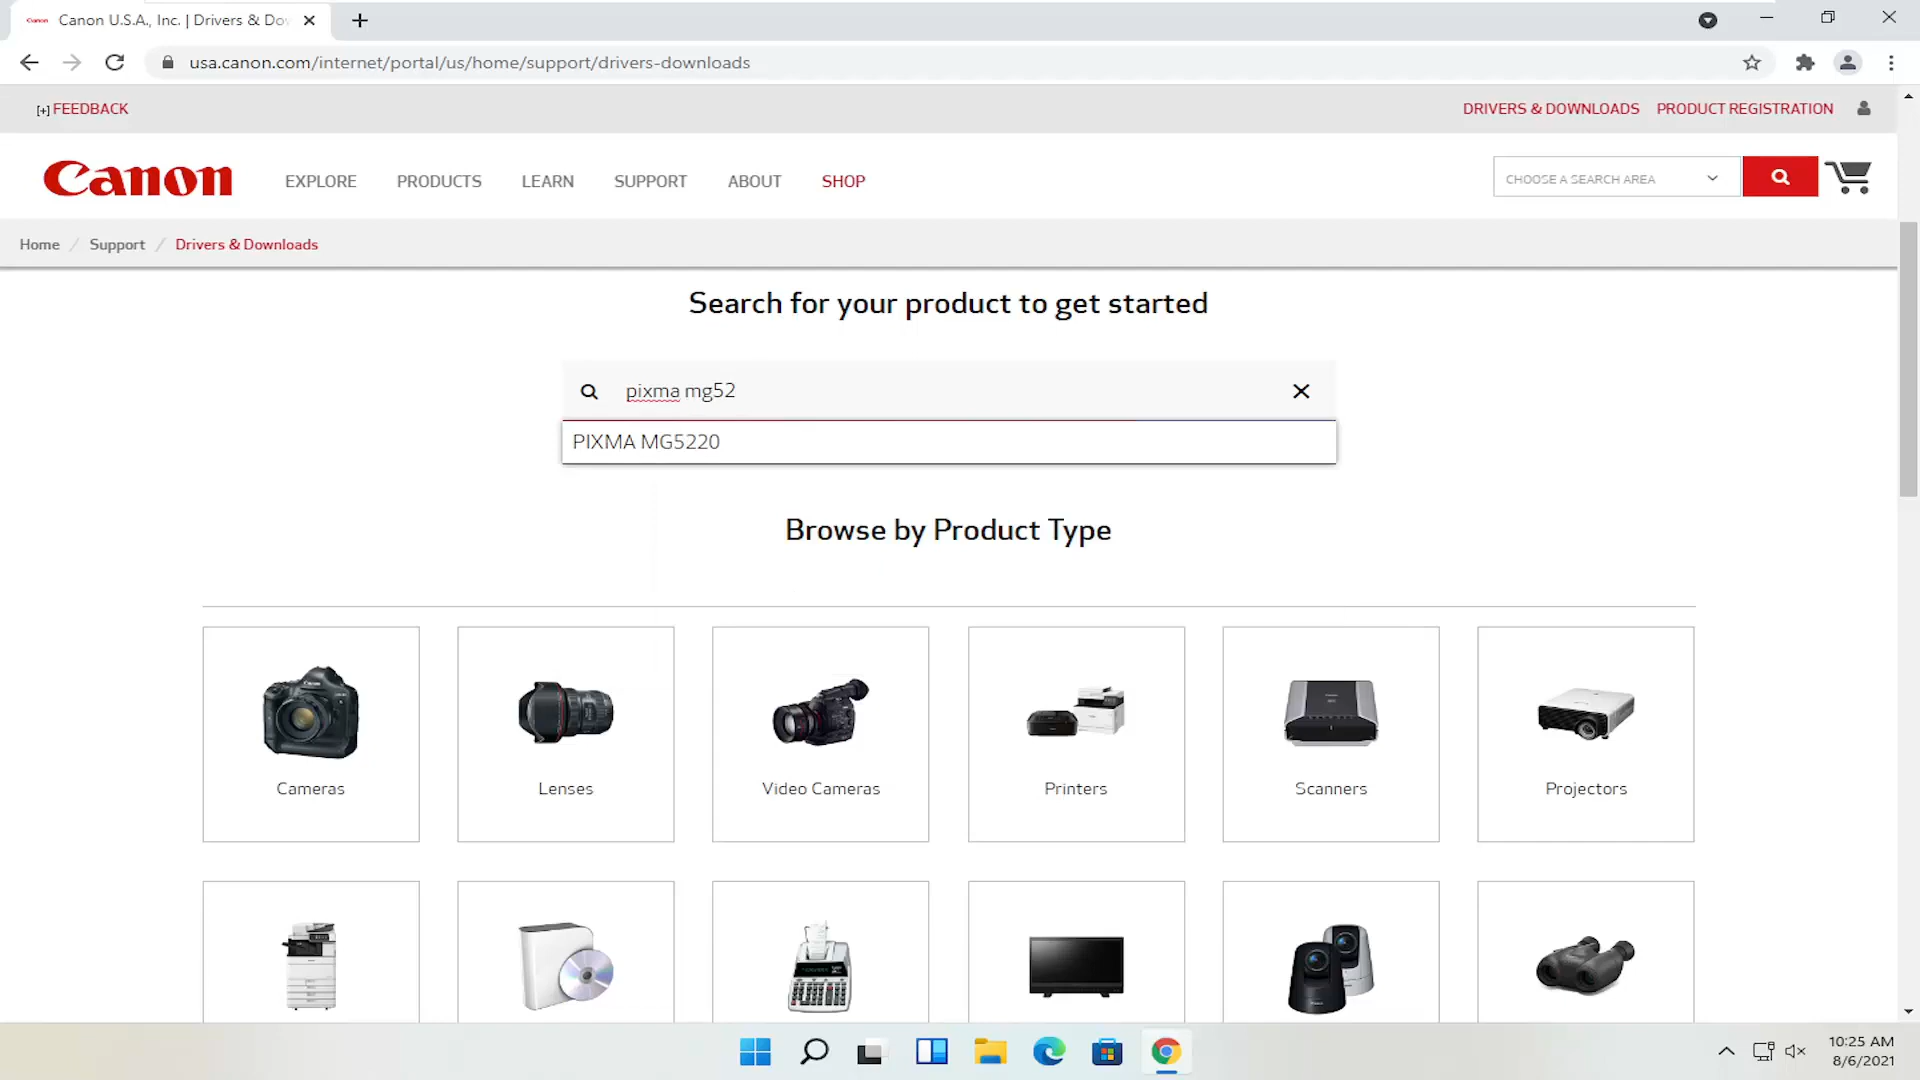 Canon U.S.A., Inc. | Drivers & Dov
usa.canon.com/internet/portal/us/home/support/drivers-downloads
[+] FEEDBACK
DRIVERS & DOWNLOADS PRODUCT REGISTRATION
Canon EXPLORE PRODUCTS LEARN SUPPORT ABOUT SHOP CHOOSE A SEARCH AREA
Home / Support / Drivers & Downloads
Search for your product to get started
pixma mg52
PIXMA MG5220
Browse by Product Type
Cameras Lenses Video Cameras Printers Scanners Projectors
10:25 AM
8/6/2021